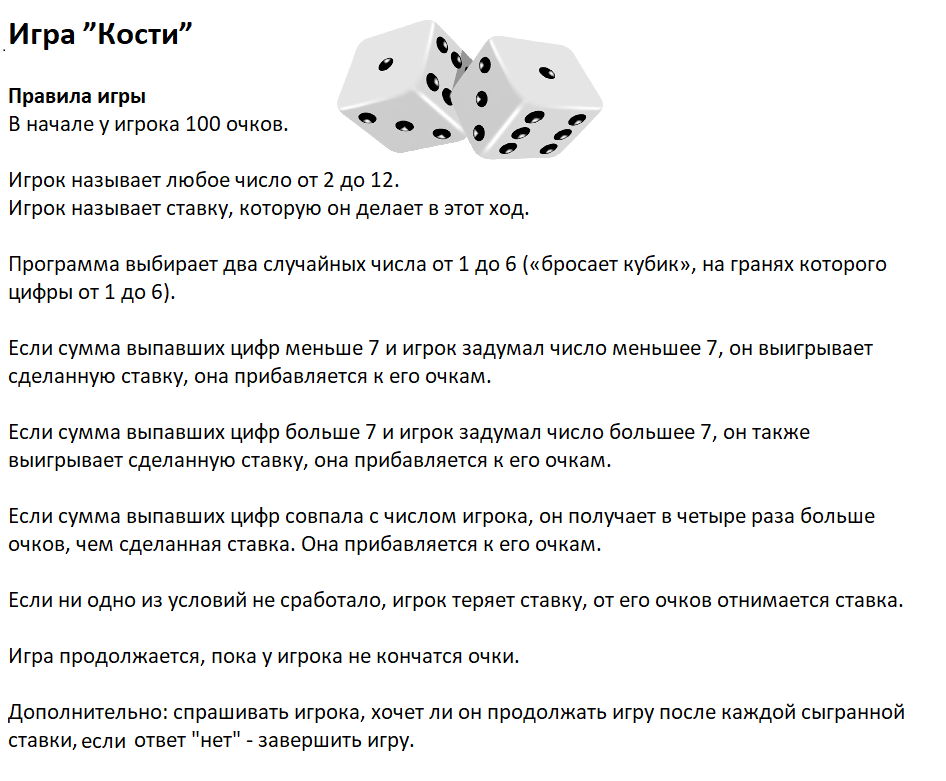 Игра ”Кости”
Правила игры
В начале у игрока 100 очков.
Игрок называет любое число от 2 до 12.
Игрок называет ставку, которую он делает в этот ход.
Программа выбирает два случайных числа от 1 до 6 («бросает кубик», на гранях которого
цифры от 1 до 6).
Если сумма выпавших цифр меньше 7 и игрок задумал число меньшее 7, он выигрывает
сделанную ставку, она прибавляется к его очкам.
Если сумма выпавших цифр больше 7 и игрок задумал число большее 7, он также
выигрывает сделанную ставку, она прибавляется к его очкам.
Если сумма выпавших цифр совпала с числом игрока, он получает в четыре раза больше
очков, чем сделанная ставка. Она прибавляется к его очкам.
Если ни одно из условий не сработало, игрок теряет ставку, от его очков отнимается ставка.
Игра продолжается, пока у игрока не кончатся очки.
Дополнительно: спрашивать игрока, хочет ли он продолжать игру после каждой сыгранной
ставки, если ответ "нет" - завершить игру.